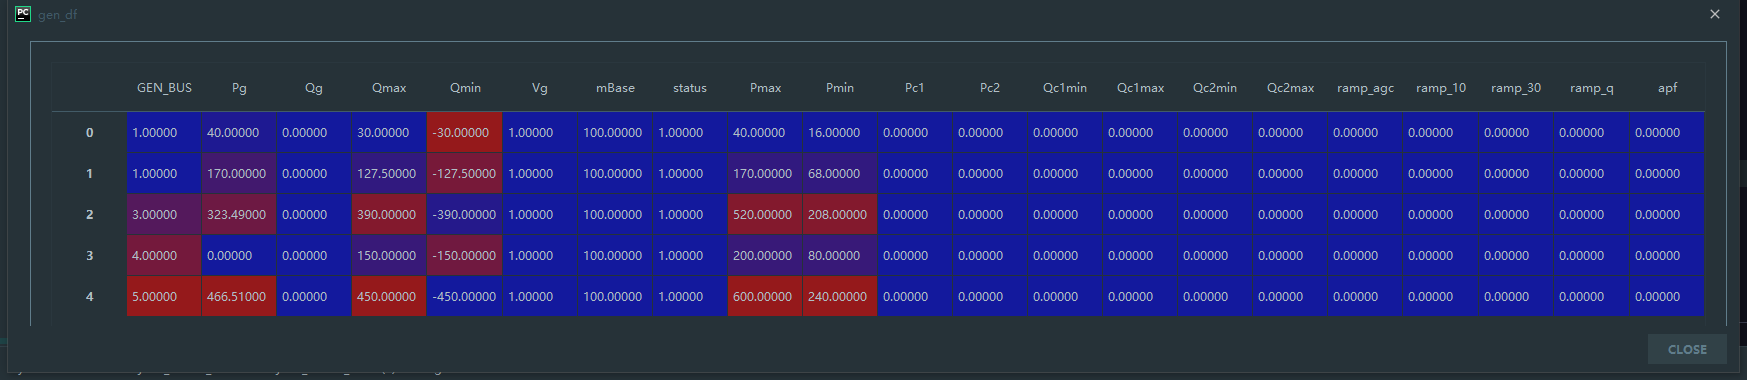 PC gen_df
GEN_BUS Pg Qg Qmax Qmin Vg mBase status Pmax Pmin Pc1 Pc2 Qc1min Qc1max Qc2min Qc2max ramp_agc ramp_10 ramp_30 ramp_q apf
0 1.00000 40.00000 0.00000 30.00000 -30.00000 1.00000 100.00000 1.00000 40.00000 16.00000 0.00000 0.00000 0.00000 0.00000 0.00000 0.00000 0.00000 0.00000 0.00000 0.00000 0.00000
1 1.00000 170.00000 0.00000 127.50000 -127.50000 1.00000 100.00000 1.00000 170.00000 68.00000 0.00000 0.00000 0.00000 0.00000 0.00000 0.00000 0.00000 0.00000 0.00000 0.00000 0.00000
2 3.00000 323.49000 0.00000 390.00000 -390.00000 1.00000 100.00000 1.00000 520.00000 208.00000 0.00000 0.00000 0.00000 0.00000 0.00000 0.00000 0.00000 0.00000 0.00000 0.00000 0.00000
3 4.00000 0.00000 0.00000 150.00000 -150.00000 1.00000 100.00000 1.00000 200.00000 80.00000 0.00000 0.00000 0.00000 0.00000 0.00000 0.00000 0.00000 0.00000 0.00000 0.00000 0.00000
4 5.00000 466.51000 0.00000 450.00000 -450.00000 1.00000 100.00000 1.00000 600.00000 240.00000 0.00000 0.00000 0.00000 0.00000 0.00000 0.00000 0.00000 0.00000 0.00000 0.00000 0.00000
CLOSE